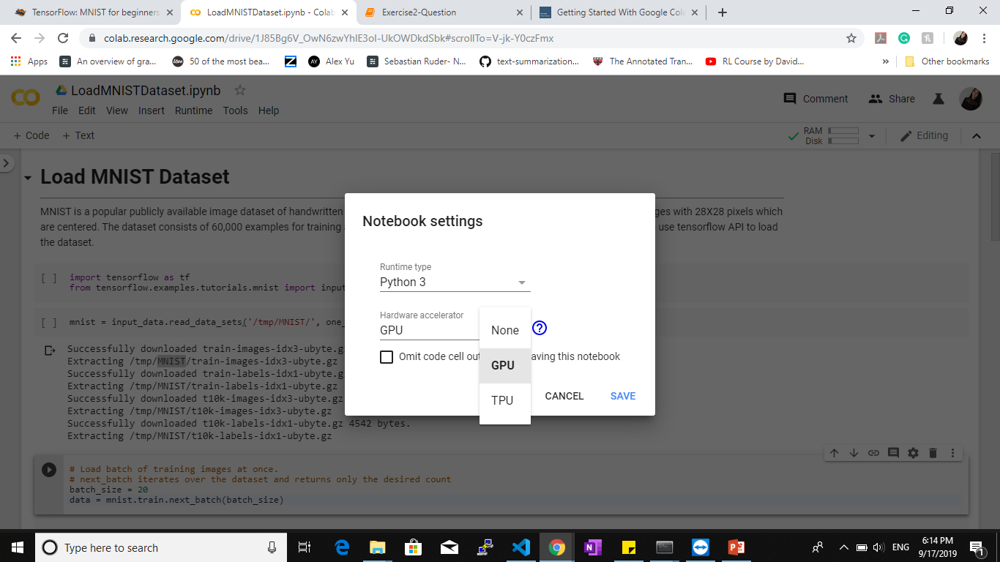 TensorFlow: MNIST for beginners
LoadMNISTDataset.ipynb - Colab
Exercise2-Question
Getting Started With Google Cola
colab.research.google.com/drive/1J85Bg6V_OwN6zwYhlE3oI-UkOWDkdSbk#scrollTo=V-jk-Y0czFmx
Apps
An overview of gra...
50 of the most bea...
Alex Yu
Sebastian Ruder- N...
text-summarization...
The Annotated Tran...
RL Course by David...
»
Other bookmarks
LoadMNISTDataset.ipynb
Comment
Share
File Edit View Insert Runtime Tools Help
+ Code + Text
RAM
Disk
Editing
Load MNIST Dataset
MNIST is a popular publicly available image dataset of handwritten
ges with 28X28 pixels which
are centered. The dataset consists of 60,000 examples for training
use tensorflow API to load
the dataset.
[ ] import tensorflow as tf
from tensorflow.examples.tutorials.mnist import input
[ ] mnist = input_data.read_data_sets('/tmp/MNIST/', one_
Successfully downloaded train-images-idx3-ubyte.gz
Extracting /tmp/MNIST/train-images-idx3-ubyte.gz
Successfully downloaded train-labels-idx1-ubyte.gz
Extracting /tmp/MNIST/train-labels-idx1-ubyte.gz
Successfully downloaded t10k-images-idx3-ubyte.gz
Extracting /tmp/MNIST/t10k-images-idx3-ubyte.gz
Successfully downloaded t10k-labels-idx1-ubyte.gz 4542 bytes.
Extracting /tmp/MNIST/t10k-labels-idx1-ubyte.gz
# Load batch of training images at once.
# next_batch iterates over the dataset and returns only the desired count
batch_size = 20
data = mnist.train.next_batch(batch_size)
Notebook settings
Runtime type
Python 3
Hardware accelerator
GPU
None
GPU
TPU
Omit code cell out
aving this notebook
CANCEL
SAVE
Type here to search
ENG
6:14 PM
9/17/2019
1